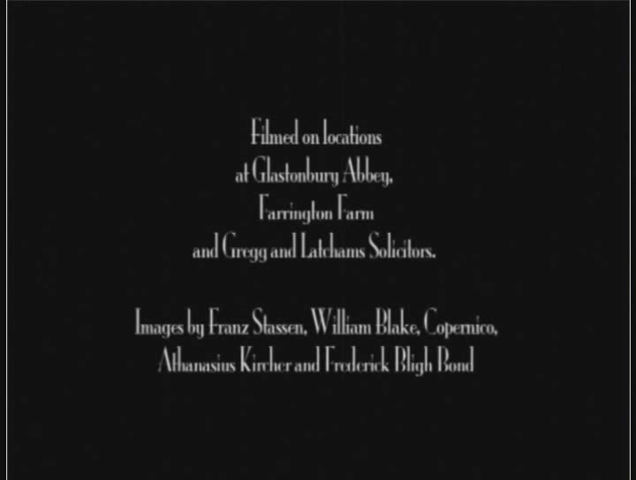 Filmed on locations
at Glastonbury Abbey,
Farrington Farm
and Gregg and Latchams Solicitors.
Images by Franz Stassen, William Blake, Copernico,
Athanasius Kircher and Frederick Bligh Bond